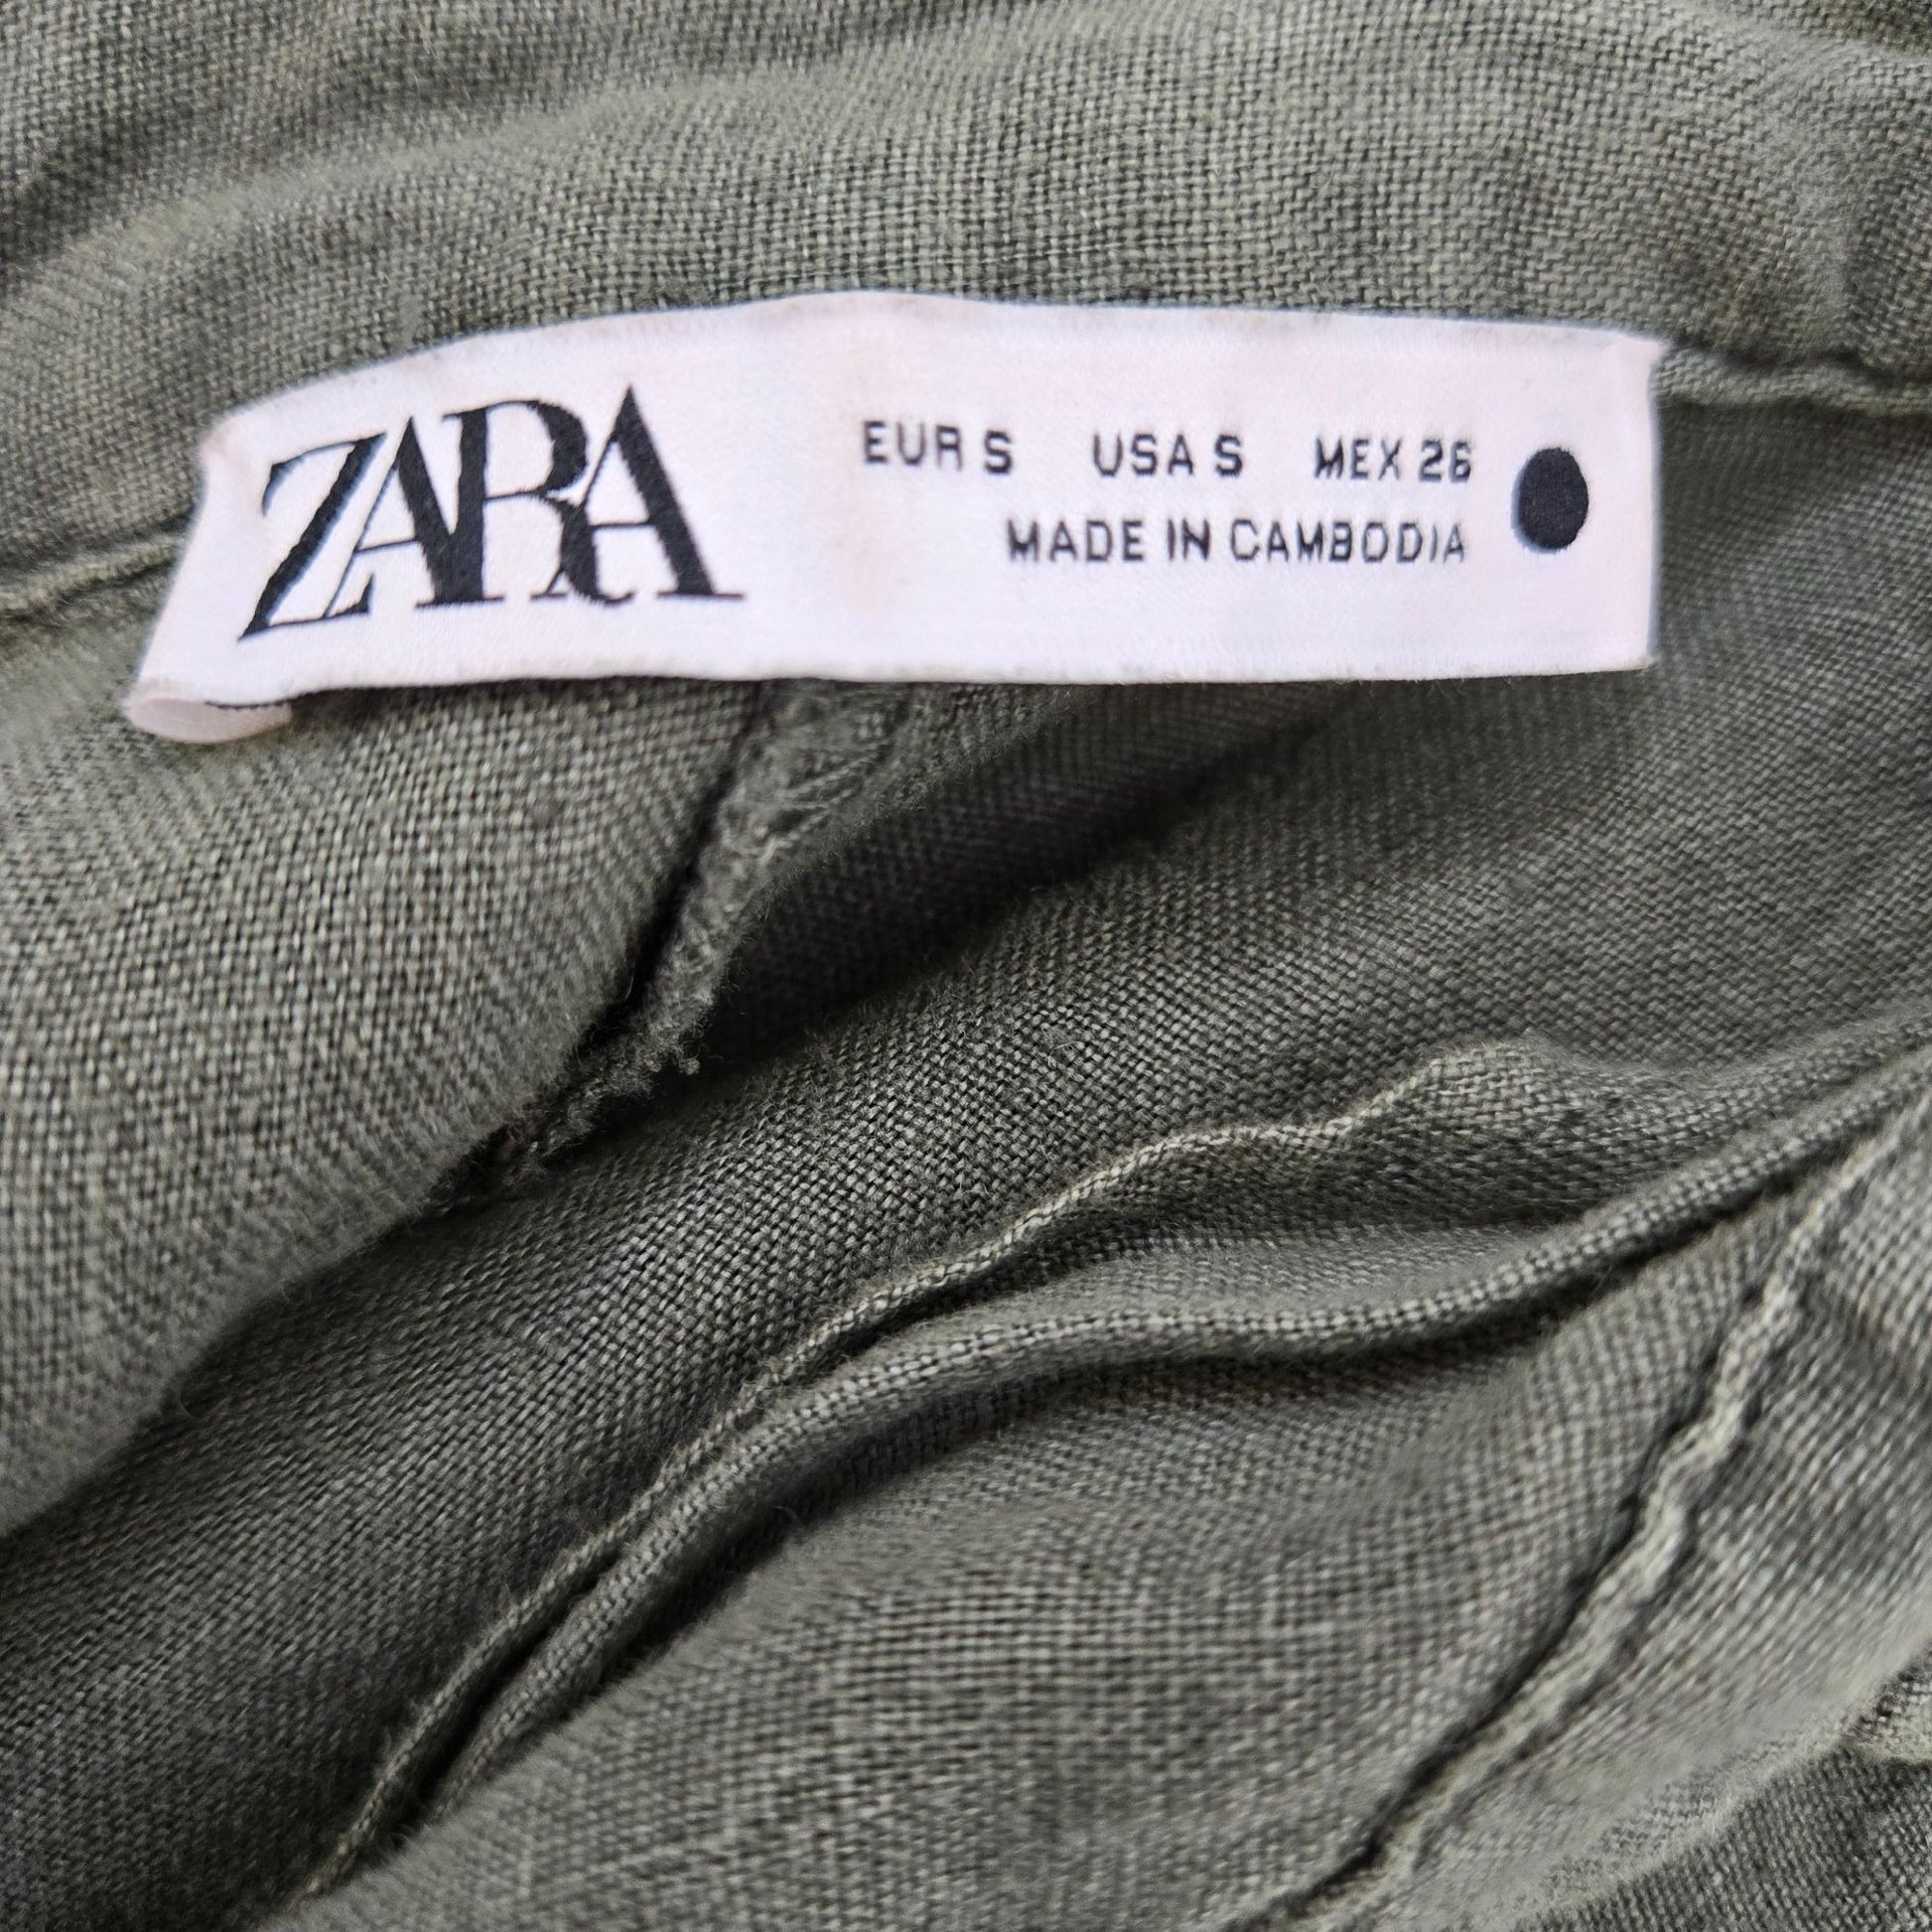 ZARA
EUR S USA S MEX 26
MADE IN CAMBODIA